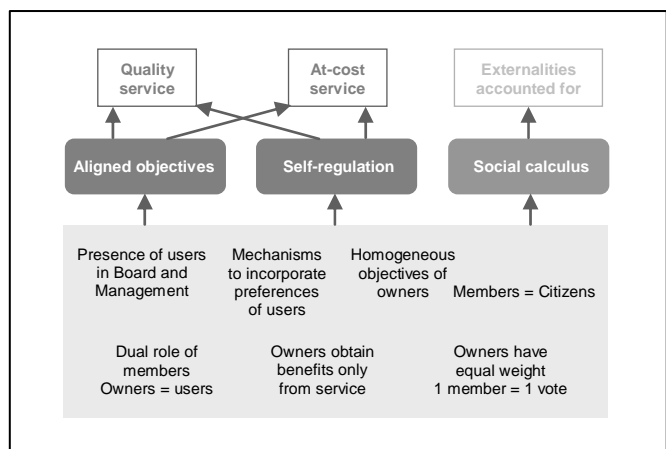 Quality
service
At-cost
service
Externalities
accounted for
Aligned objectives
Self-regulation
Social calculus
Presence of users
in Board and
Management
Mechanisms
to incorporate
preferences
of users
Homogeneous
objectives of
owners
Members = Citizens
Dual role of
members
Owners = users
Owners obtain
benefits only
from service
Owners have
equal weight
1 member = 1 vote